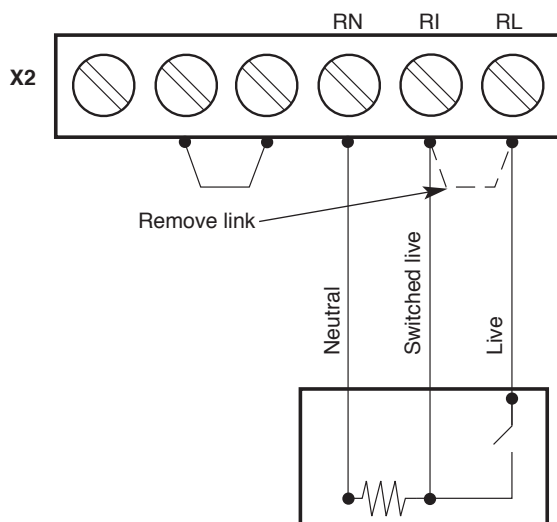 RN RI RL
X2
Remove link
Neutral
Switched live
Live